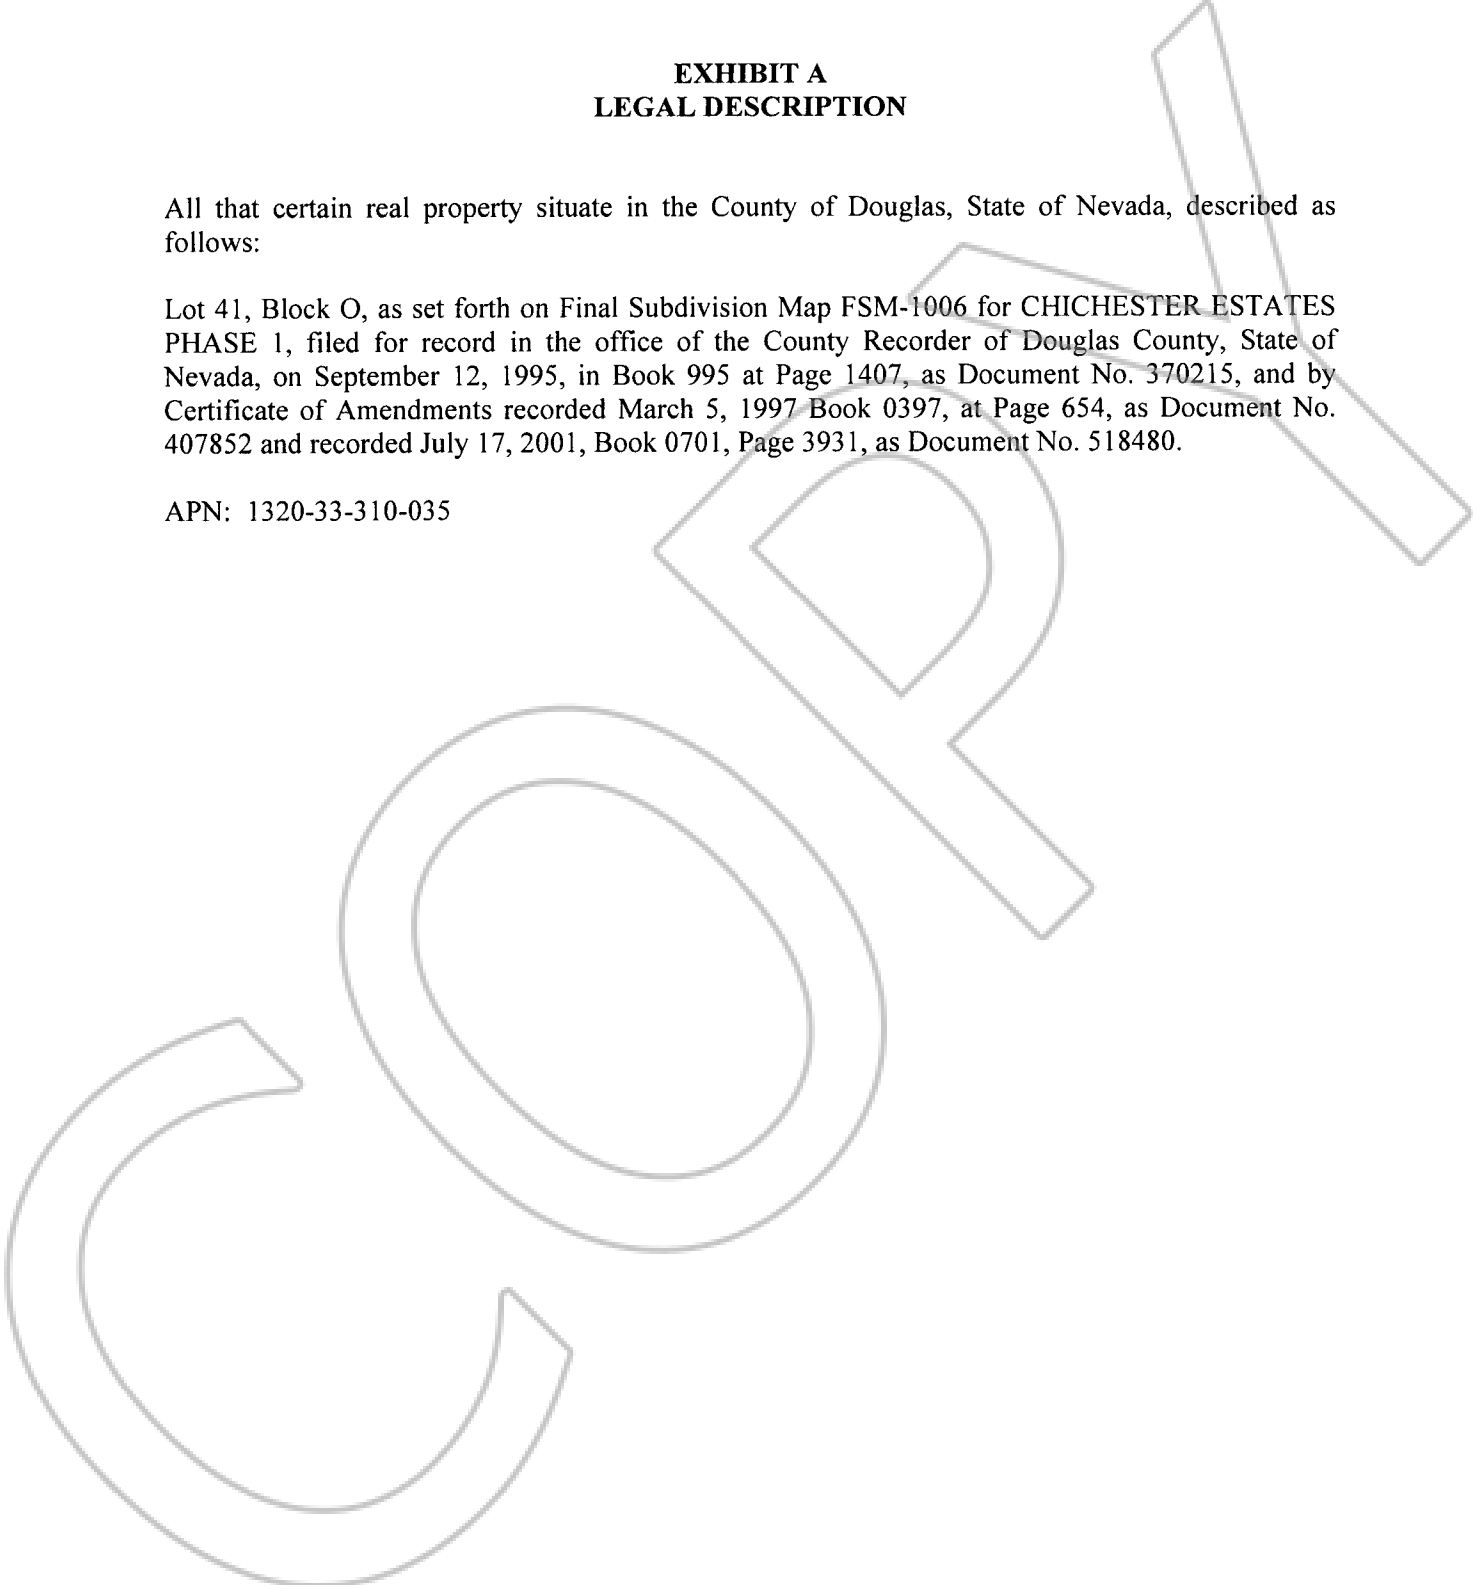 EXHIBIT A
LEGAL DESCRIPTION
All that certain real property situate in the County of Douglas, State of Nevada, described as
follows:
Lot 41, Block O, as set forth on Final Subdivision Map FSM-1006 for CHICHESTER ESTATES
PHASE 1, filed for record in the office of the County Recorder of Douglas County, State of
Nevada, on September 12, 1995, in Book 995 at Page 1407, as Document No. 370215, and by
Certificate of Amendments recorded March 5, 1997 Book 0397, at Page 654, as Document No.
407852 and recorded July 17, 2001, Book 0701, Page 3931, as Document No. 518480.
APN: 1320-33-310-035
COPY